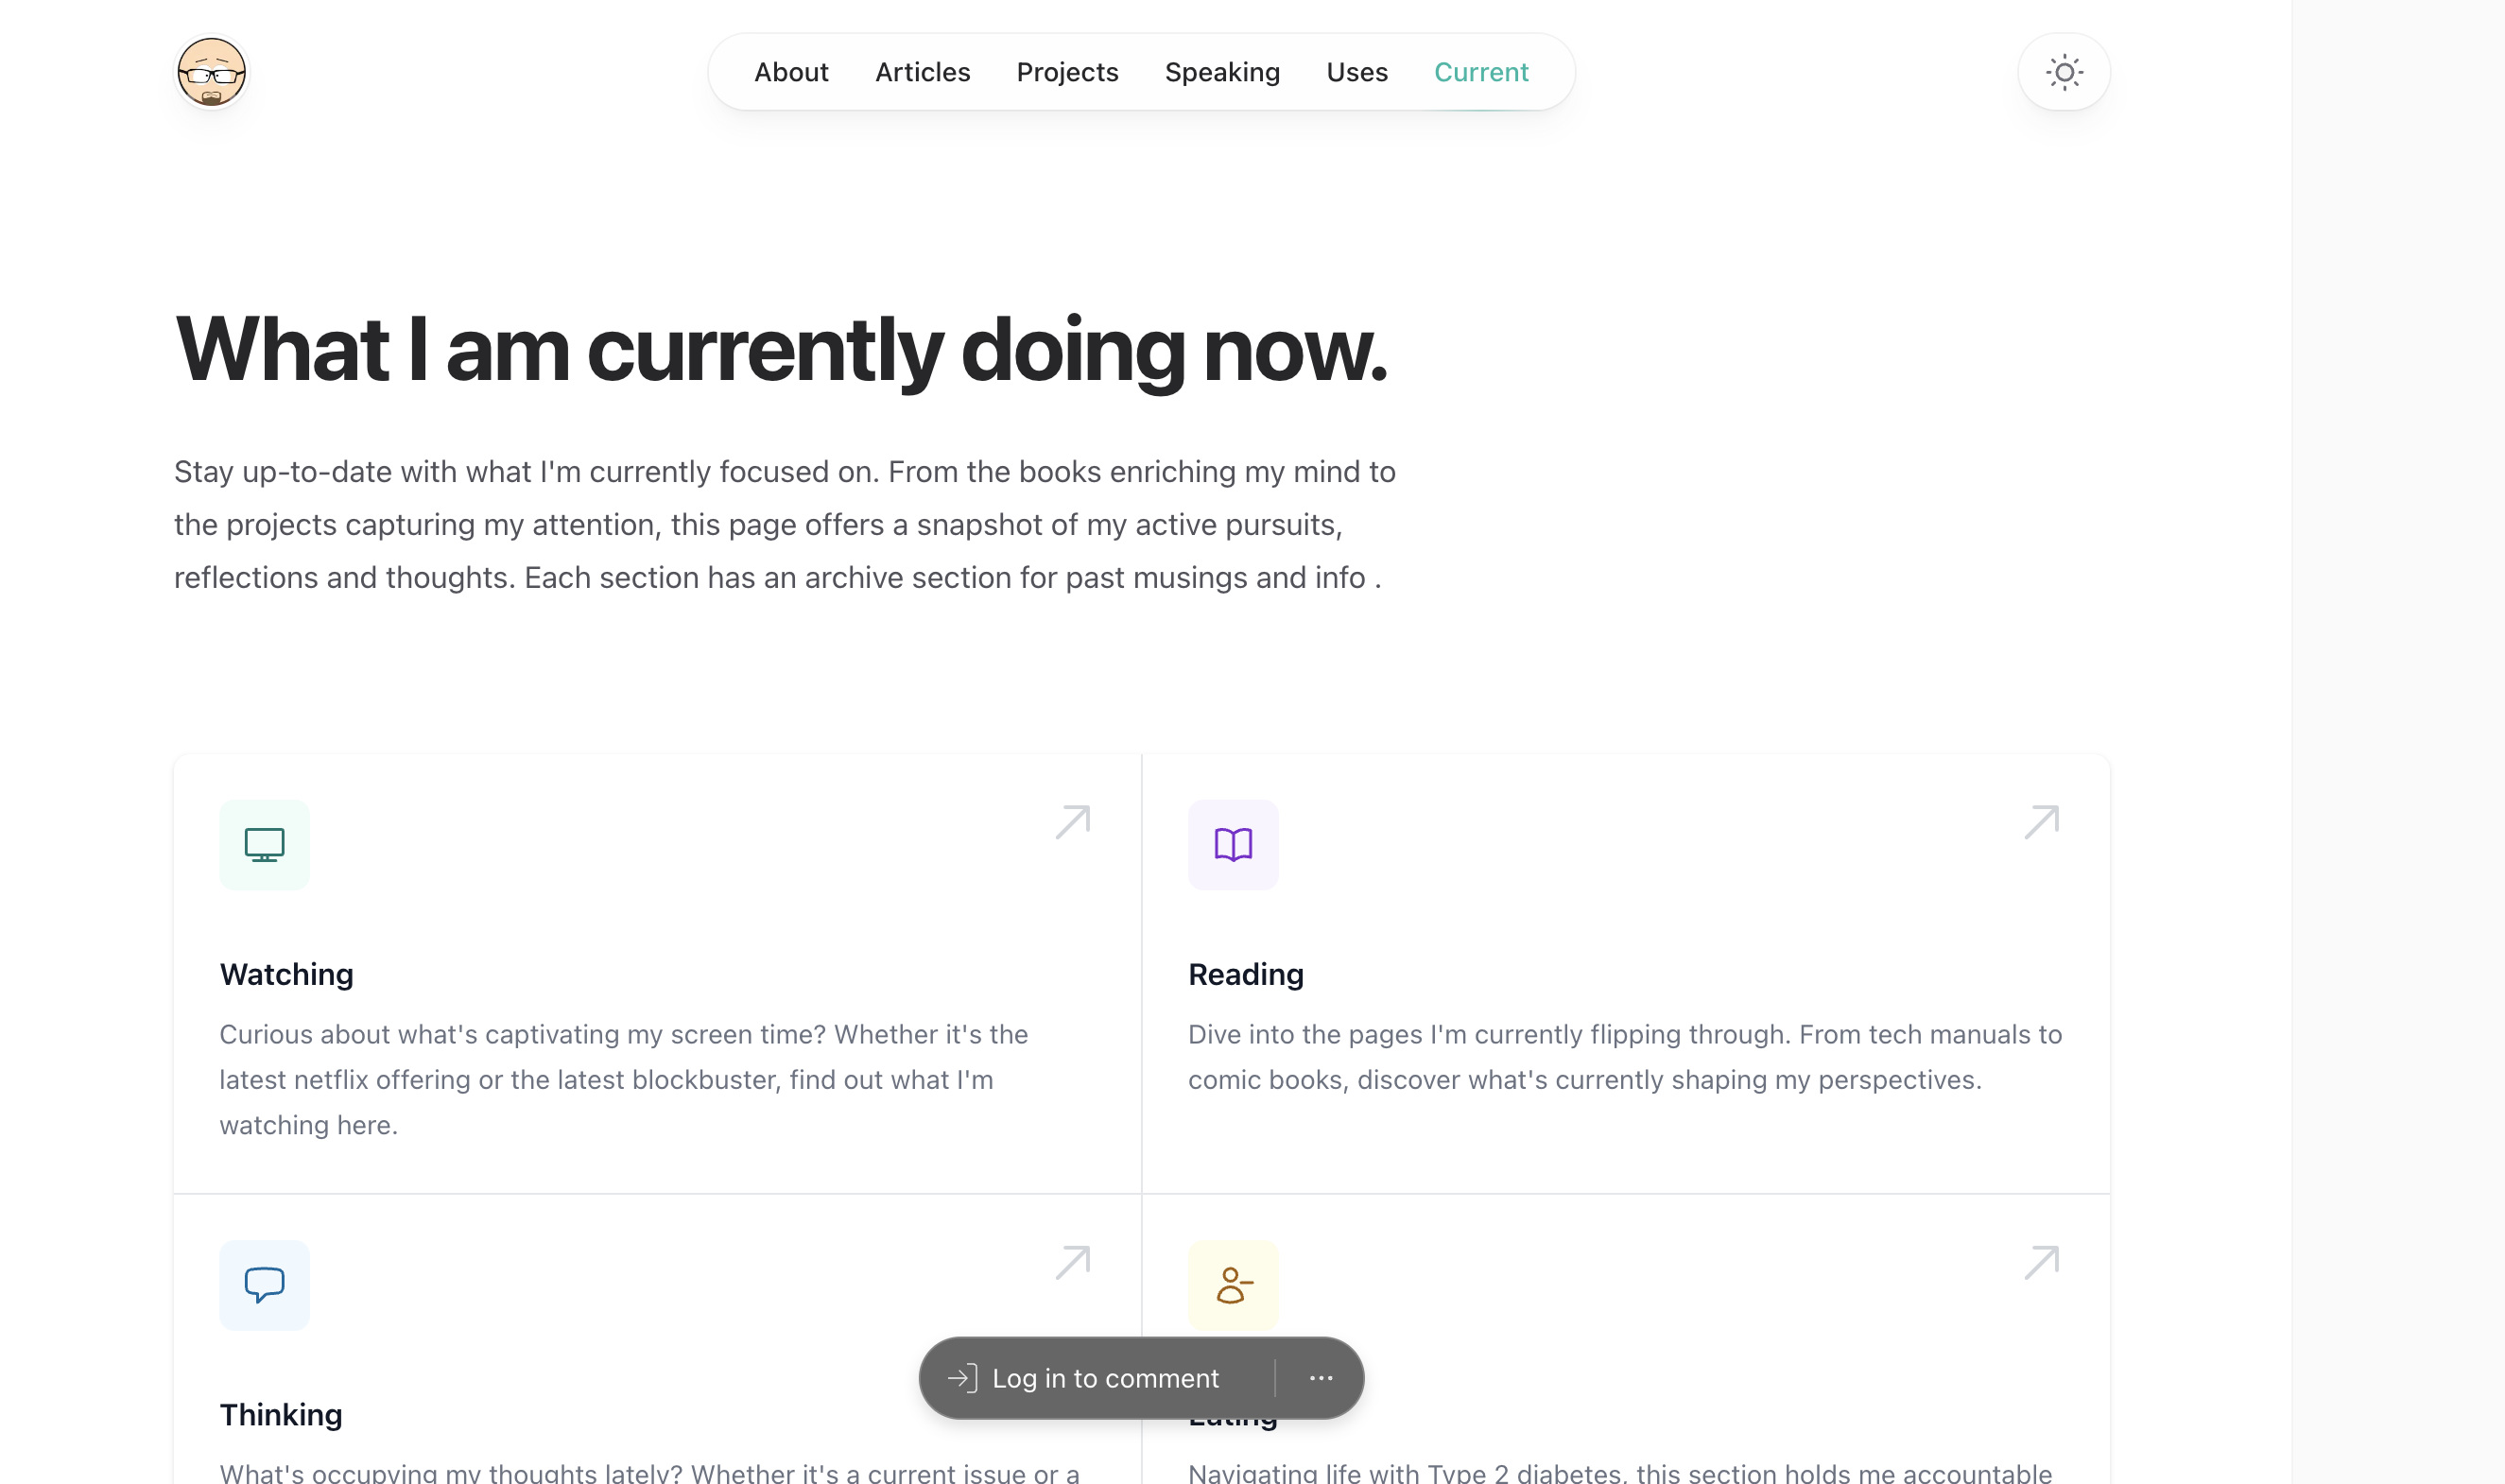 About Articles Projects Speaking Uses Current
What I am currently doing now.
Stay up-to-date with what I'm currently focused on. From the books enriching my mind to
the projects capturing my attention, this page offers a snapshot of my active pursuits,
reflections and thoughts. Each section has an archive section for past musings and info .
Watching
Curious about what's captivating my screen time? Whether it's the
latest netflix offering or the latest blockbuster, find out what I'm
watching here.
Reading
Dive into the pages I'm currently flipping through. From tech manuals to
comic books, discover what's currently shaping my perspectives.
Thinking
What's occupying my thoughts lately? Whether it's a current issue or a
Eating
Navigating life with Type 2 diabetes, this section holds me accountable
Log in to comment